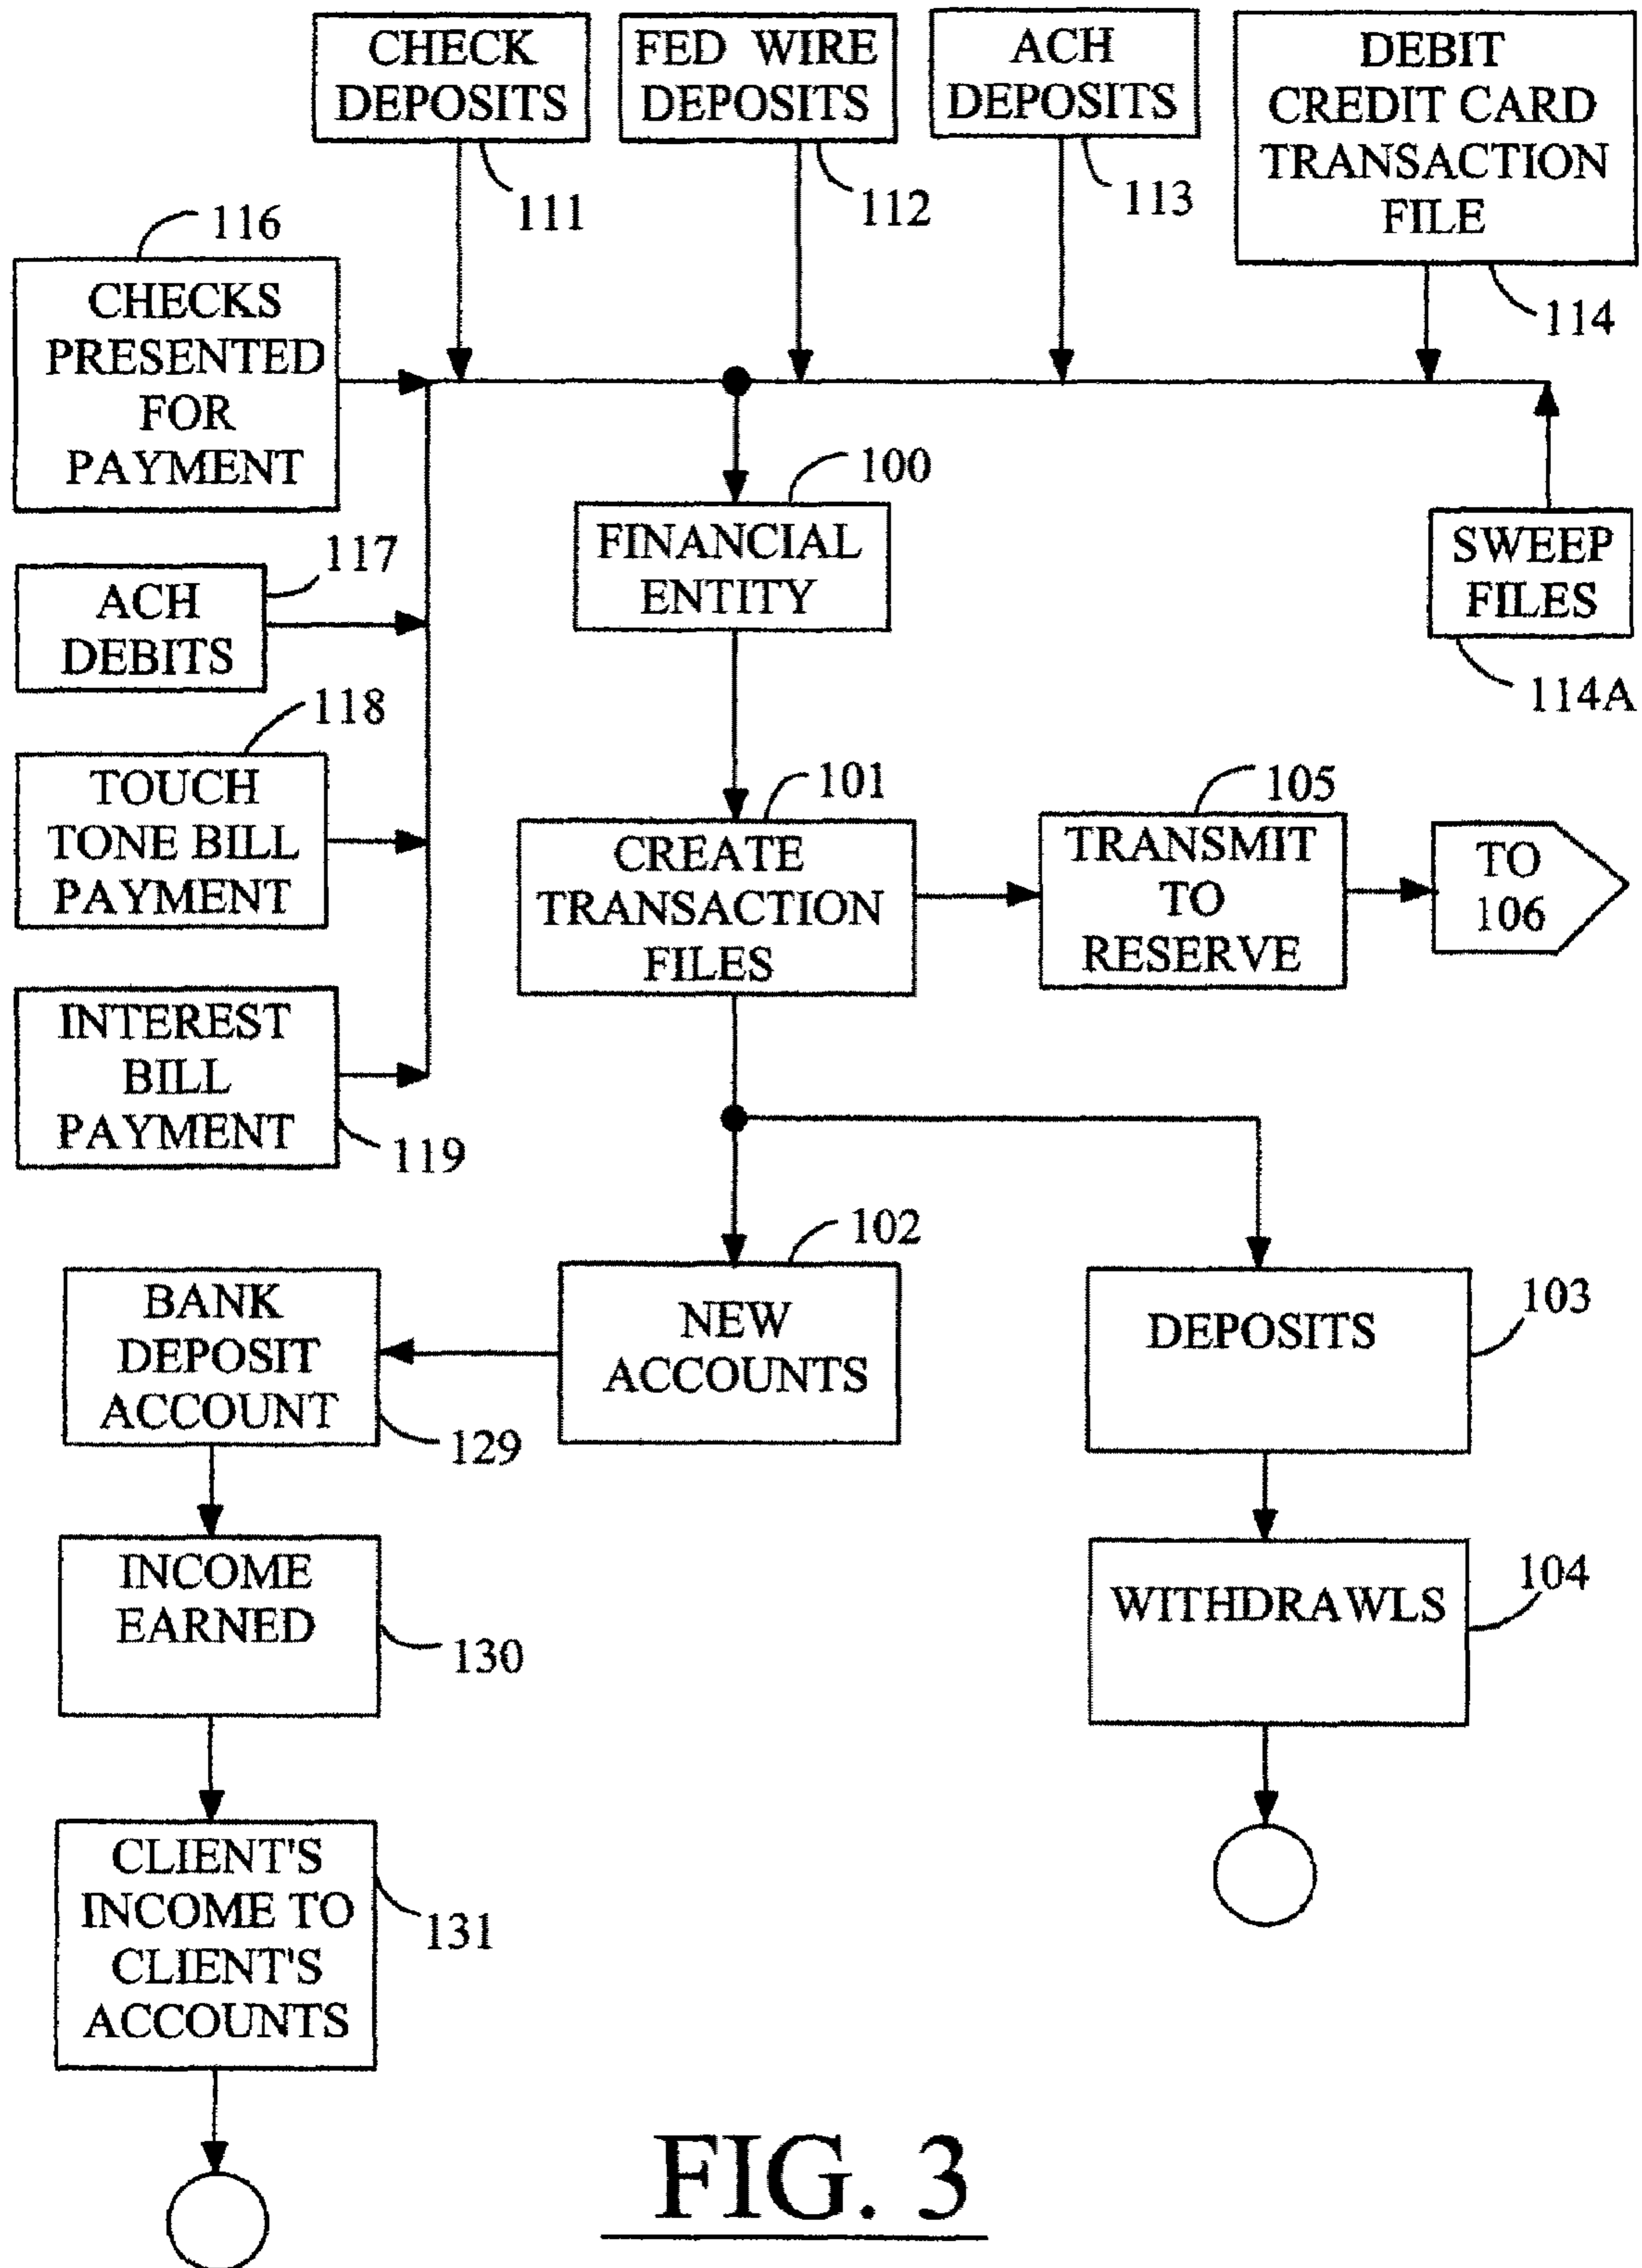 CHECK
DEPOSITS
111
FED WIRE
DEPOSITS
112
ACH
DEPOSITS
113
DEBIT
CREDIT CARD
TRANSACTION
FILE
114
116
CHECKS
PRESENTED
FOR
PAYMENT
100
FINANCIAL
ENTITY
SWEEP
FILES
114A
117
ACH
DEBITS
118
TOUCH
TONE BILL
PAYMENT
101
CREATE
TRANSACTION
FILES
105
TRANSMIT
TO
RESERVE
TO
106
INTEREST
BILL
PAYMENT
119
102
NEW
ACCOUNTS
DEPOSITS
103
BANK
DEPOSIT
ACCOUNT
129
INCOME
EARNED
130
WITHDRAWLS
104
CLIENT'S
INCOME TO
CLIENT'S
ACCOUNTS
131
FIG. 3